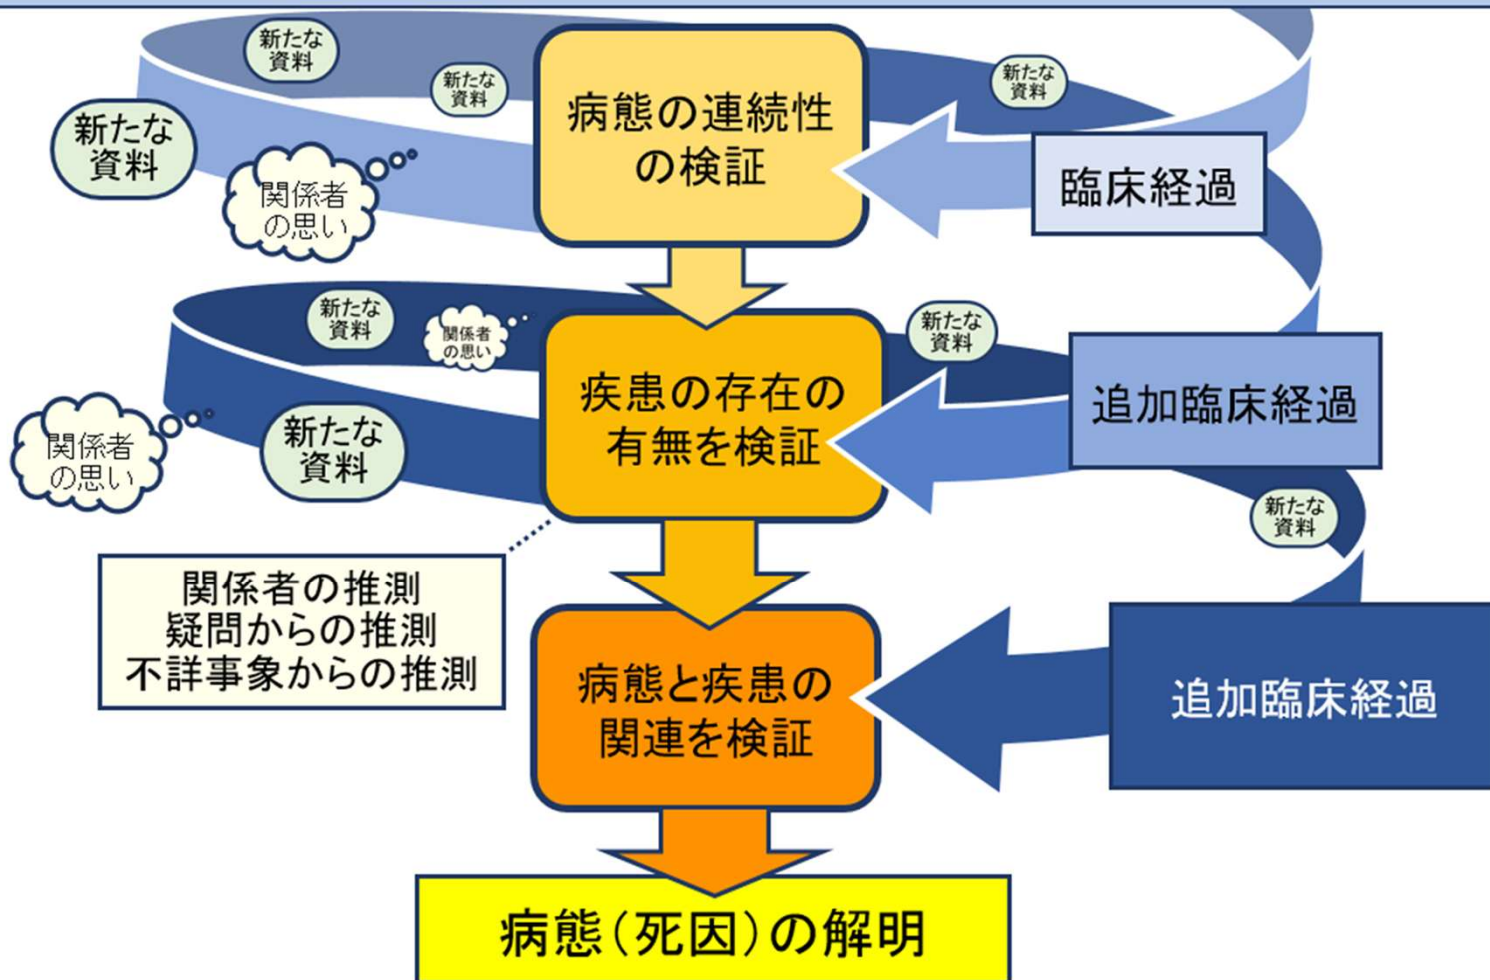 新たな
資料
新たな
資料
新たな
資料
新たな
資料
関係者
の思い
病態の連続性
の検証
臨床経過
新たな
資料
関係者
の思い
新たな
資料
関係者
の思い
新たな
資料
疾患の存在の
有無を検証
追加臨床経過
新たな
資料
関係者の推測
疑問からの推測
不詳事象からの推測
病態と疾患の
関連を検証
追加臨床経過
病態(死因)の解明